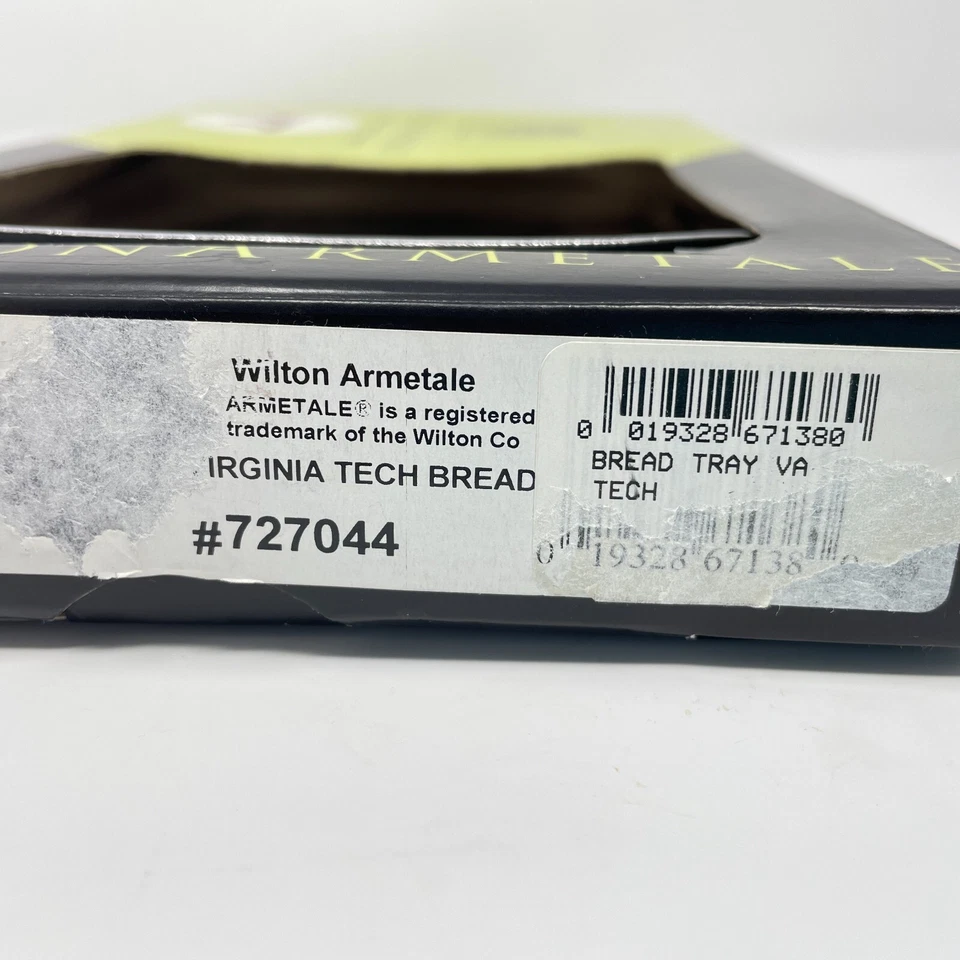 ONARMETALE
Wilton Armetale
ARMETALE® is a registered
trademark of the Wilton Co
IRGINIA TECH BREAD
#727044
0 019328 671380
BREAD TRAY VA
TECH
0 19328 67138 0